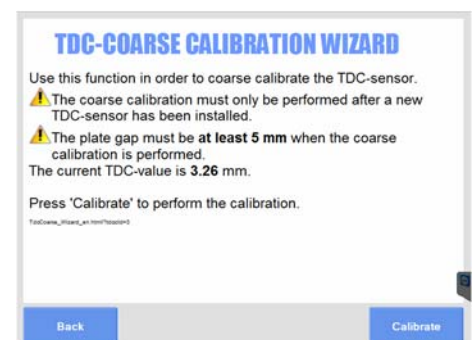 TDC-COARSE CALIBRATION WIZARD
Use this function in order to coarse calibrate the TDC-sensor.
The coarse calibration must only be performed after a new
TDC-sensor has been installed.
The plate gap must be at least 5 mm when the coarse
calibration is performed.
The current TDC-value is 3.26 mm.
Press 'Calibrate' to perform the calibration.
Back
Calibrate